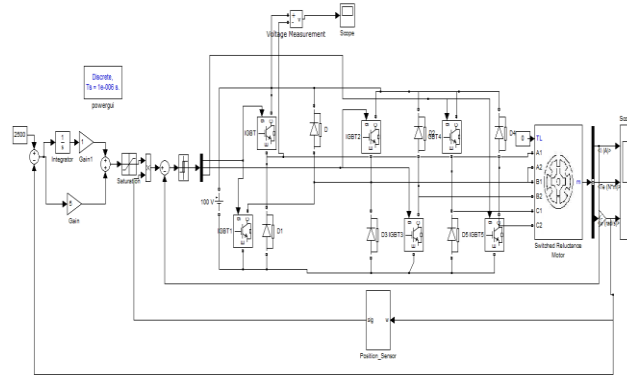 Voltage Measurement
Scope
Discrete,
Ts = 1e-006 s.
powergui
2500
Integrator
Gain1
Saturation
Gain
IGBT
D
IGBT2
IGBT4
D4
100 V
IGBT1
D1
D3
IGBT3
D5
IGBT5
TL
A1
A2
B1
B2
C1
C2
m
Switched Reluctance
Motor
sig
Position_Sensor